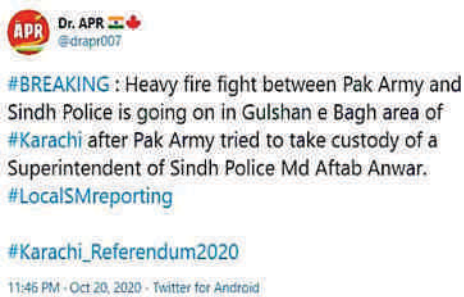 APR
Dr. APR
@drapr007
#BREAKING : Heavy fire fight between Pak Army and
Sindh Police is going on in Gulshan e Bagh area of
#Karachi after Pak Army tried to take custody of a
Superintendent of Sindh Police Md Aftab Anwar.
#LocalSMreporting
#Karachi_Referendum2020
11:46 PM - Oct 20, 2020 - Twitter for Android